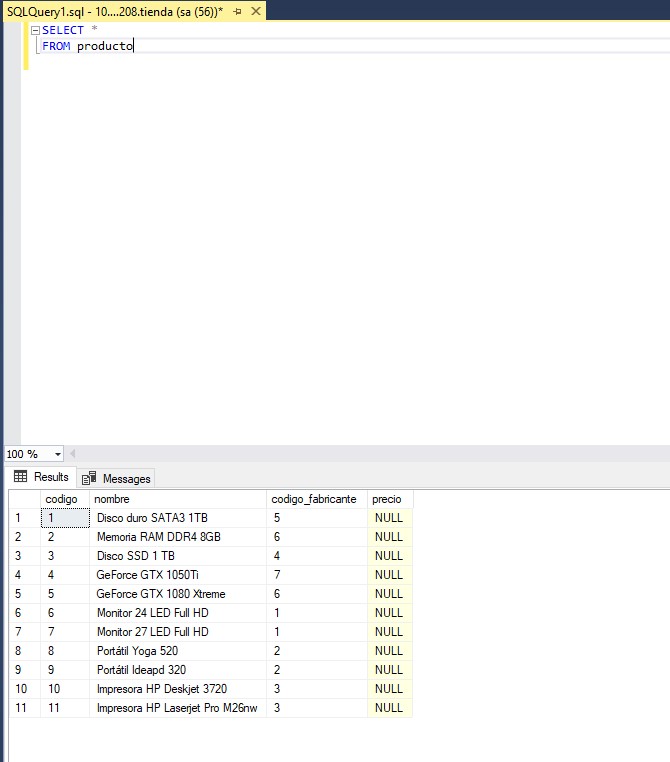 SQLQuery1.sql - 10....208.tienda (sa (56))*
SELECT *
FROM producto
100 %
Results Messages
codigo nombre codigo_fabricante precio
1 1 Disco duro SATA3 1TB 5 NULL
2 2 Memoria RAM DDR4 8GB 6 NULL
3 3 Disco SSD 1 TB 4 NULL
4 4 GeForce GTX 1050Ti 7 NULL
5 5 GeForce GTX 1080 Xtreme 6 NULL
6 6 Monitor 24 LED Full HD 1 NULL
7 7 Monitor 27 LED Full HD 1 NULL
8 8 Portátil Yoga 520 2 NULL
9 9 Portátil Ideapd 320 2 NULL
10 10 Impresora HP Deskjet 3720 3 NULL
11 11 Impresora HP Laserjet Pro M26nw 3 NULL